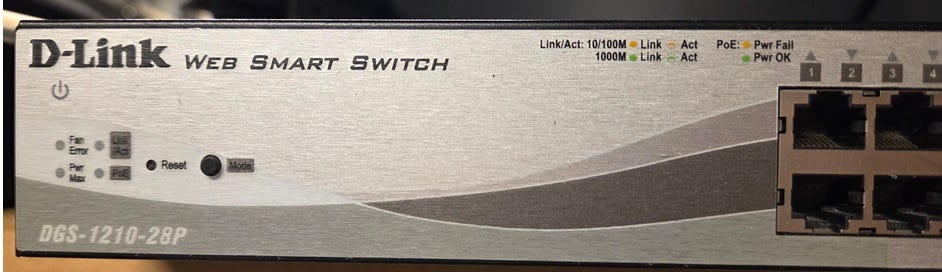 D-Link WEB SMART SWITCH
Link/Act: 10/100M Link Act PoE: Pwr Fail
1000M Link Act Pwr OK
1 2 3 4
Fan Error Link /Act
Pwr Max PoE
Reset Mode
DGS-1210-28P